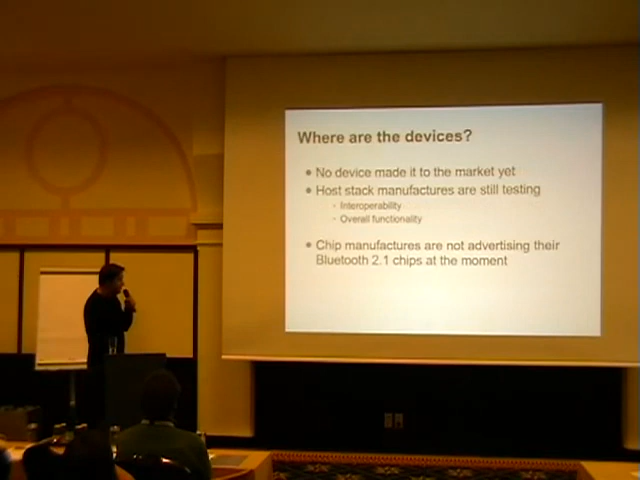 Where are the devices?
• No device made it to the market yet
• Host stack manufactures are still testing
- Interoperability
- Overall functionality
• Chip manufactures are not advertising their
Bluetooth 2.1 chips at the moment